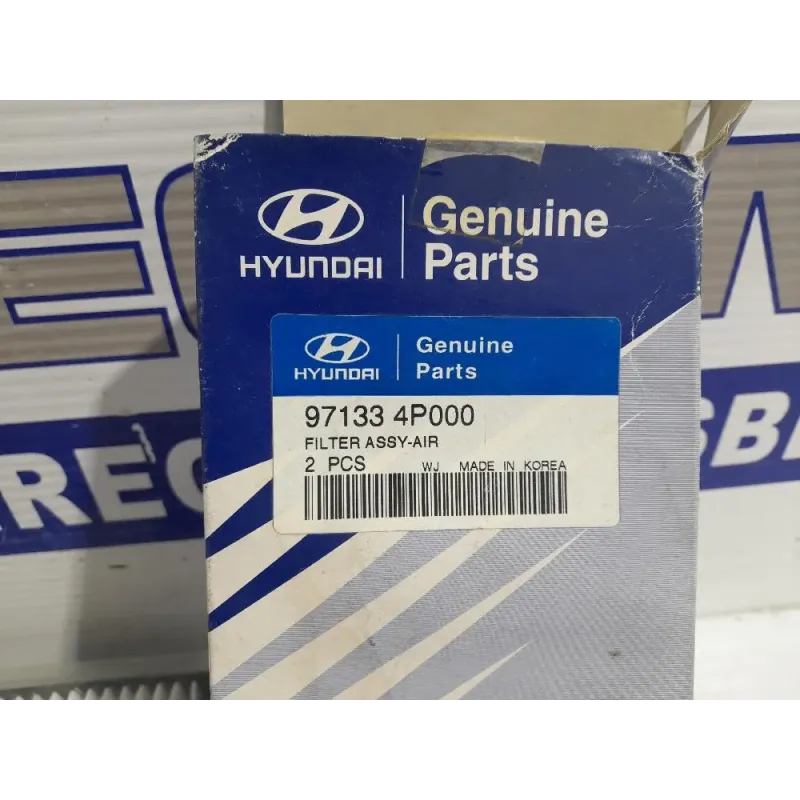 HYUNDAI
Genuine
Parts
HYUNDAI
Genuine
Parts
97133 4P000
FILTER ASSY-AIR
2 PCS WJ MADE IN KOREA